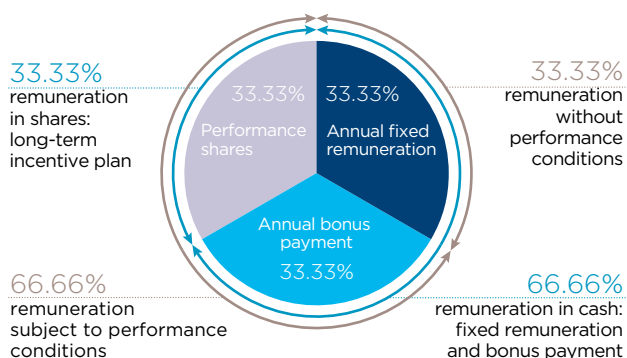 33.33%
remuneration
in shares:
long-term
incentive plan
33.33%
Performance
shares
33.33%
Annual fixed
remuneration
33.33%
remuneration
without
performance
conditions
Annual bonus
payment
33.33%
66.66%
remuneration
subject to performance
conditions
66.66%
remuneration in cash:
fixed remuneration
and bonus payment